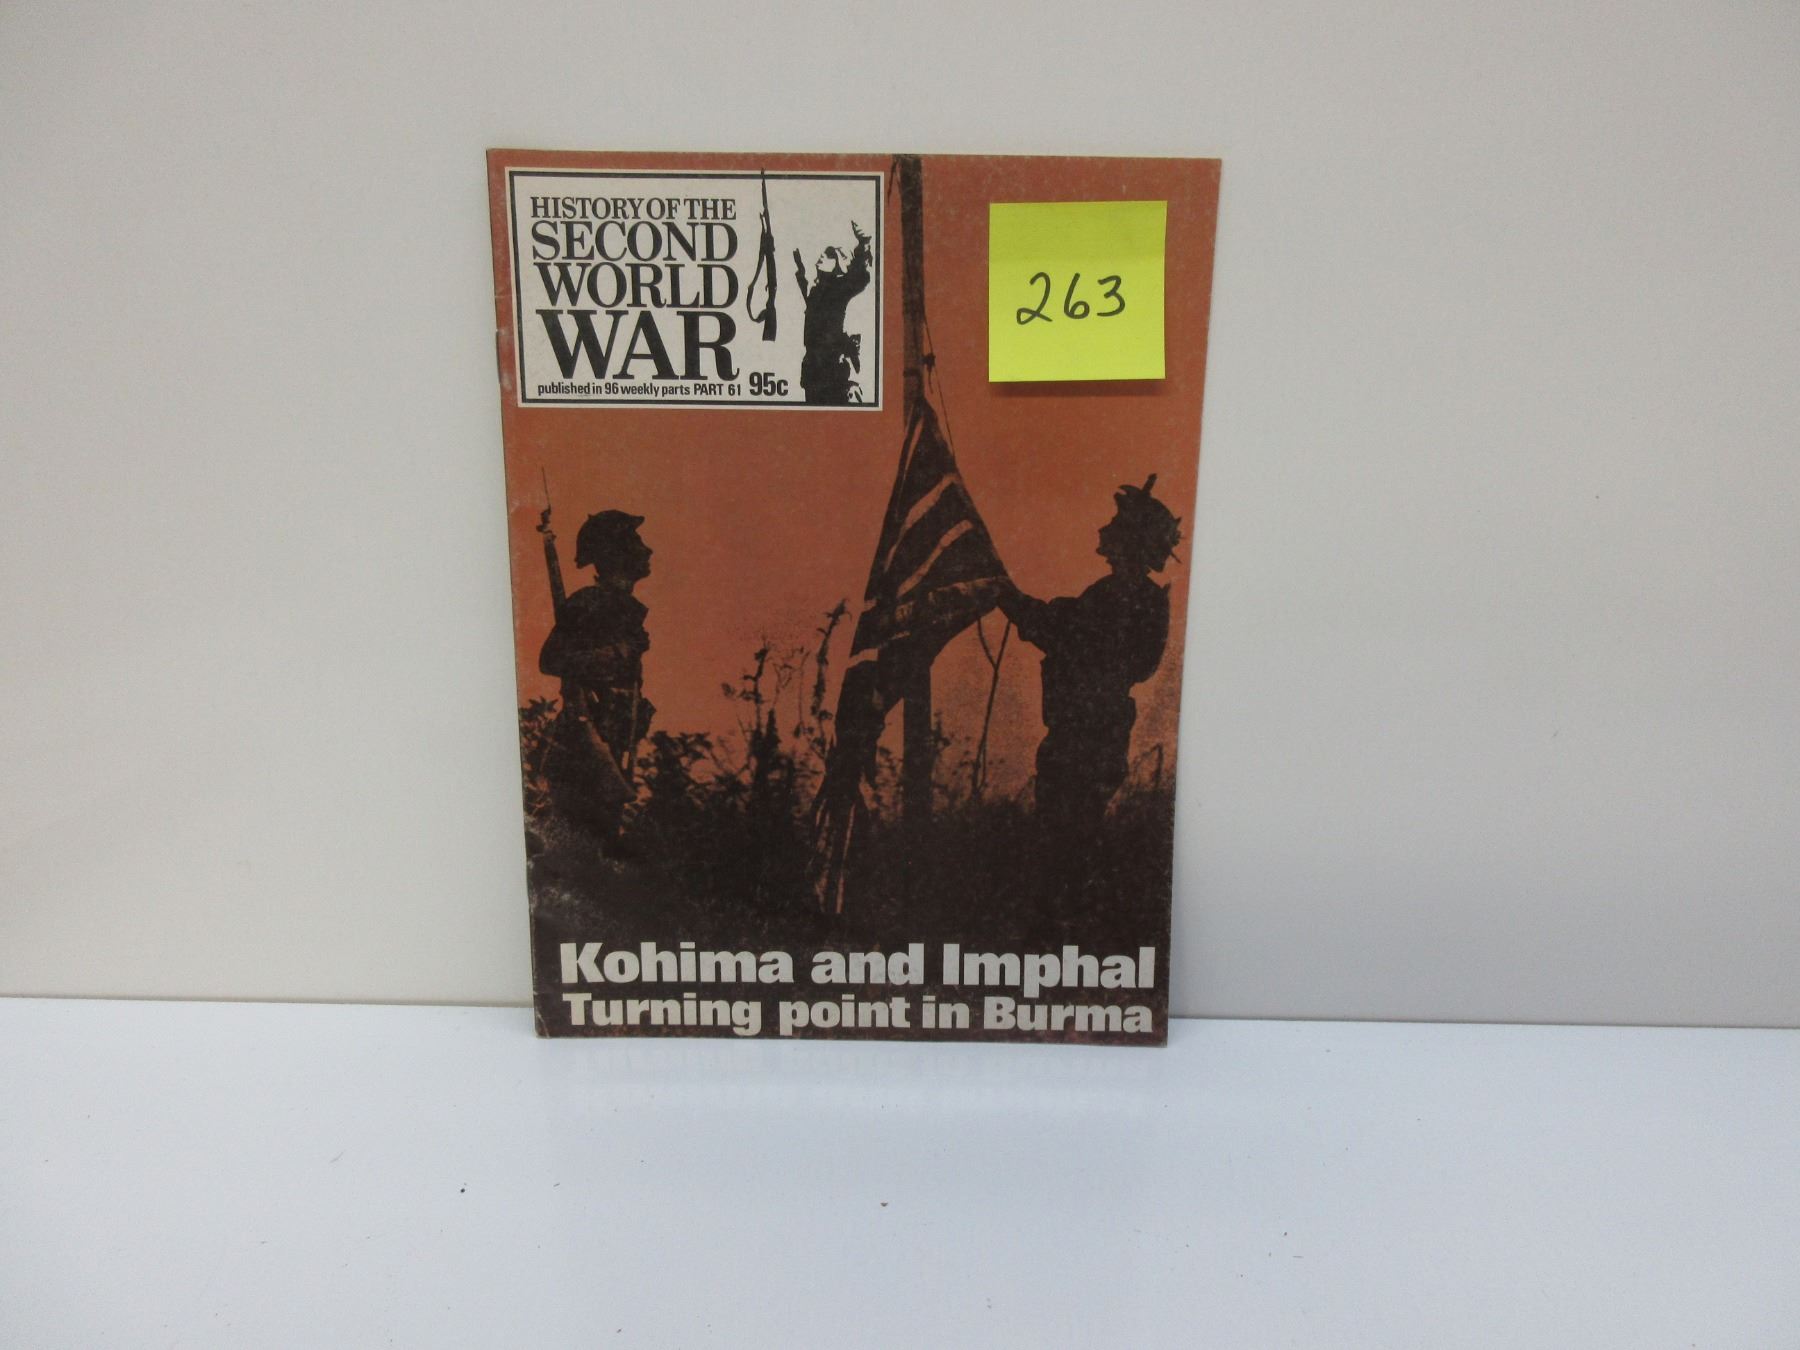 HISTORY OF THE
SECOND
WORLD
WAR
published in 96 weekly parts PART 61 95c
263
Kohima and Imphal
Turning point in Burma